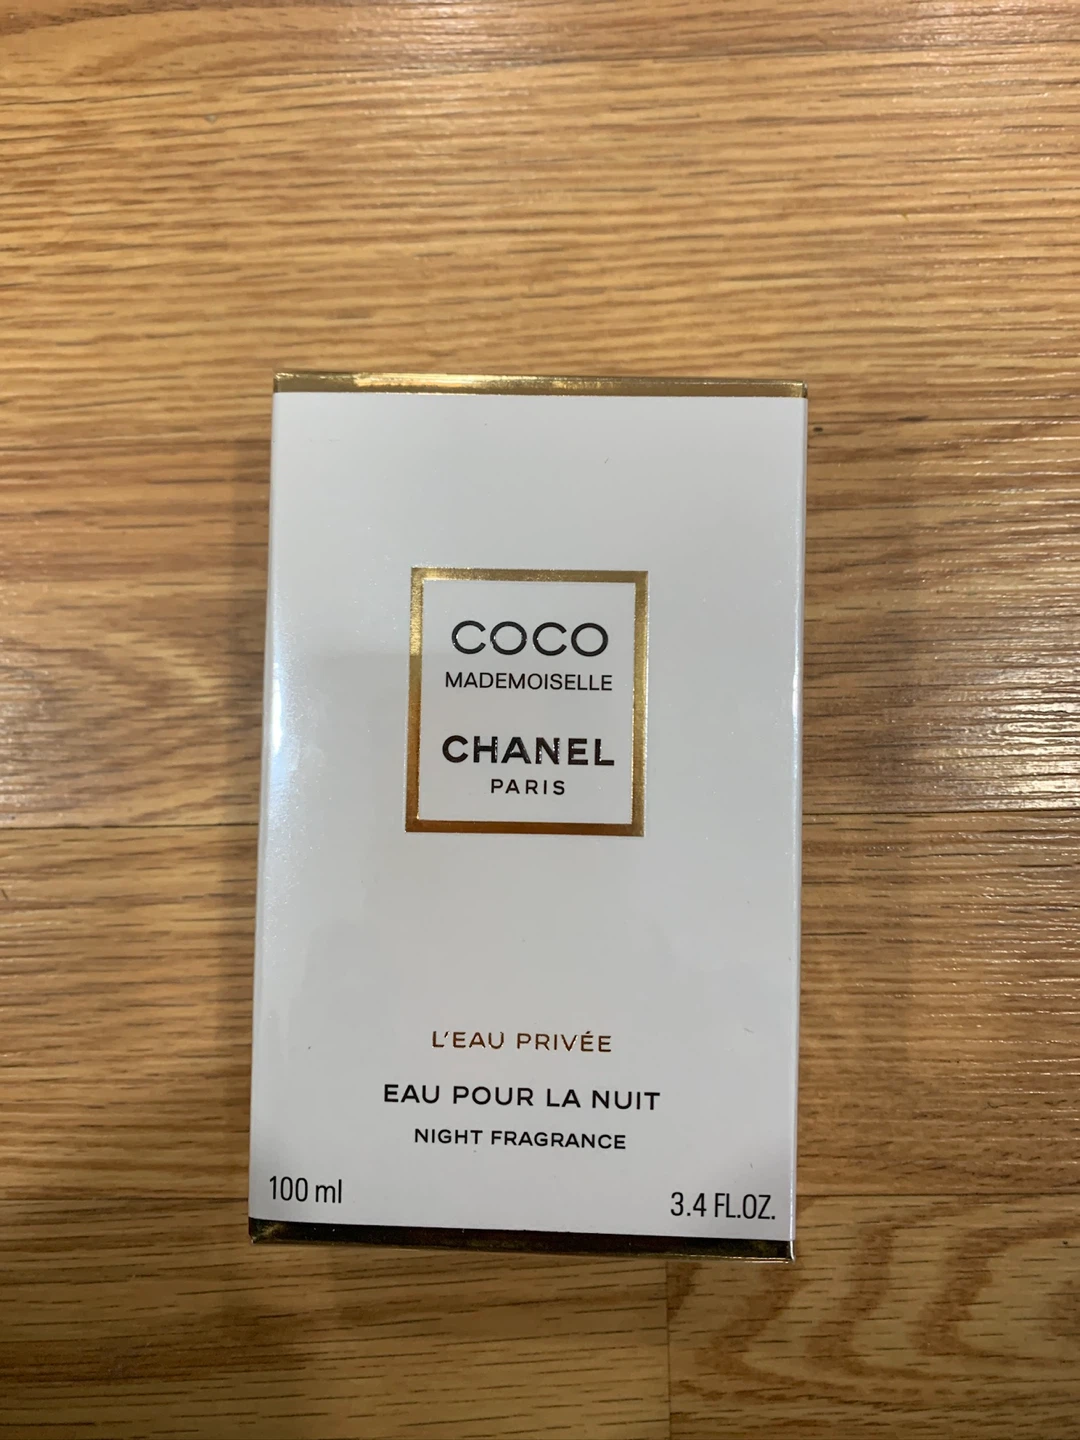 COCO
MADEMOISELLE
CHANEL
PARIS
L'EAU PRIVÉE
EAU POUR LA NUIT
NIGHT FRAGRANCE
100 ml
3.4 FL.OZ.